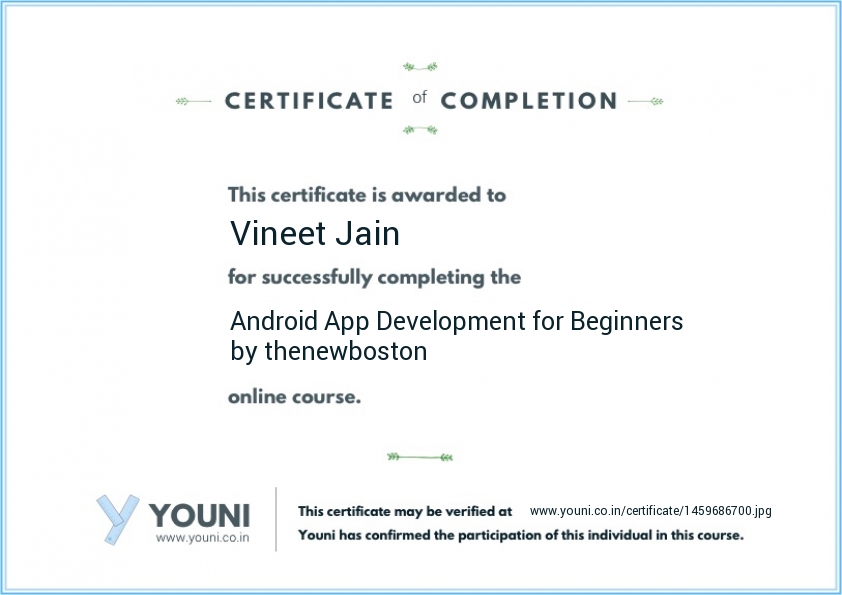 CERTIFICATE of COMPLETION
This certificate is awarded to
Vineet Jain
for successfully completing the
Android App Development for Beginners
by thenewboston
online course.
YOUNI
www.youni.co.in
This certificate may be verified at www.youni.co.in/certificate/1459686700.jpg
Youni has confirmed the participation of this individual in this course.